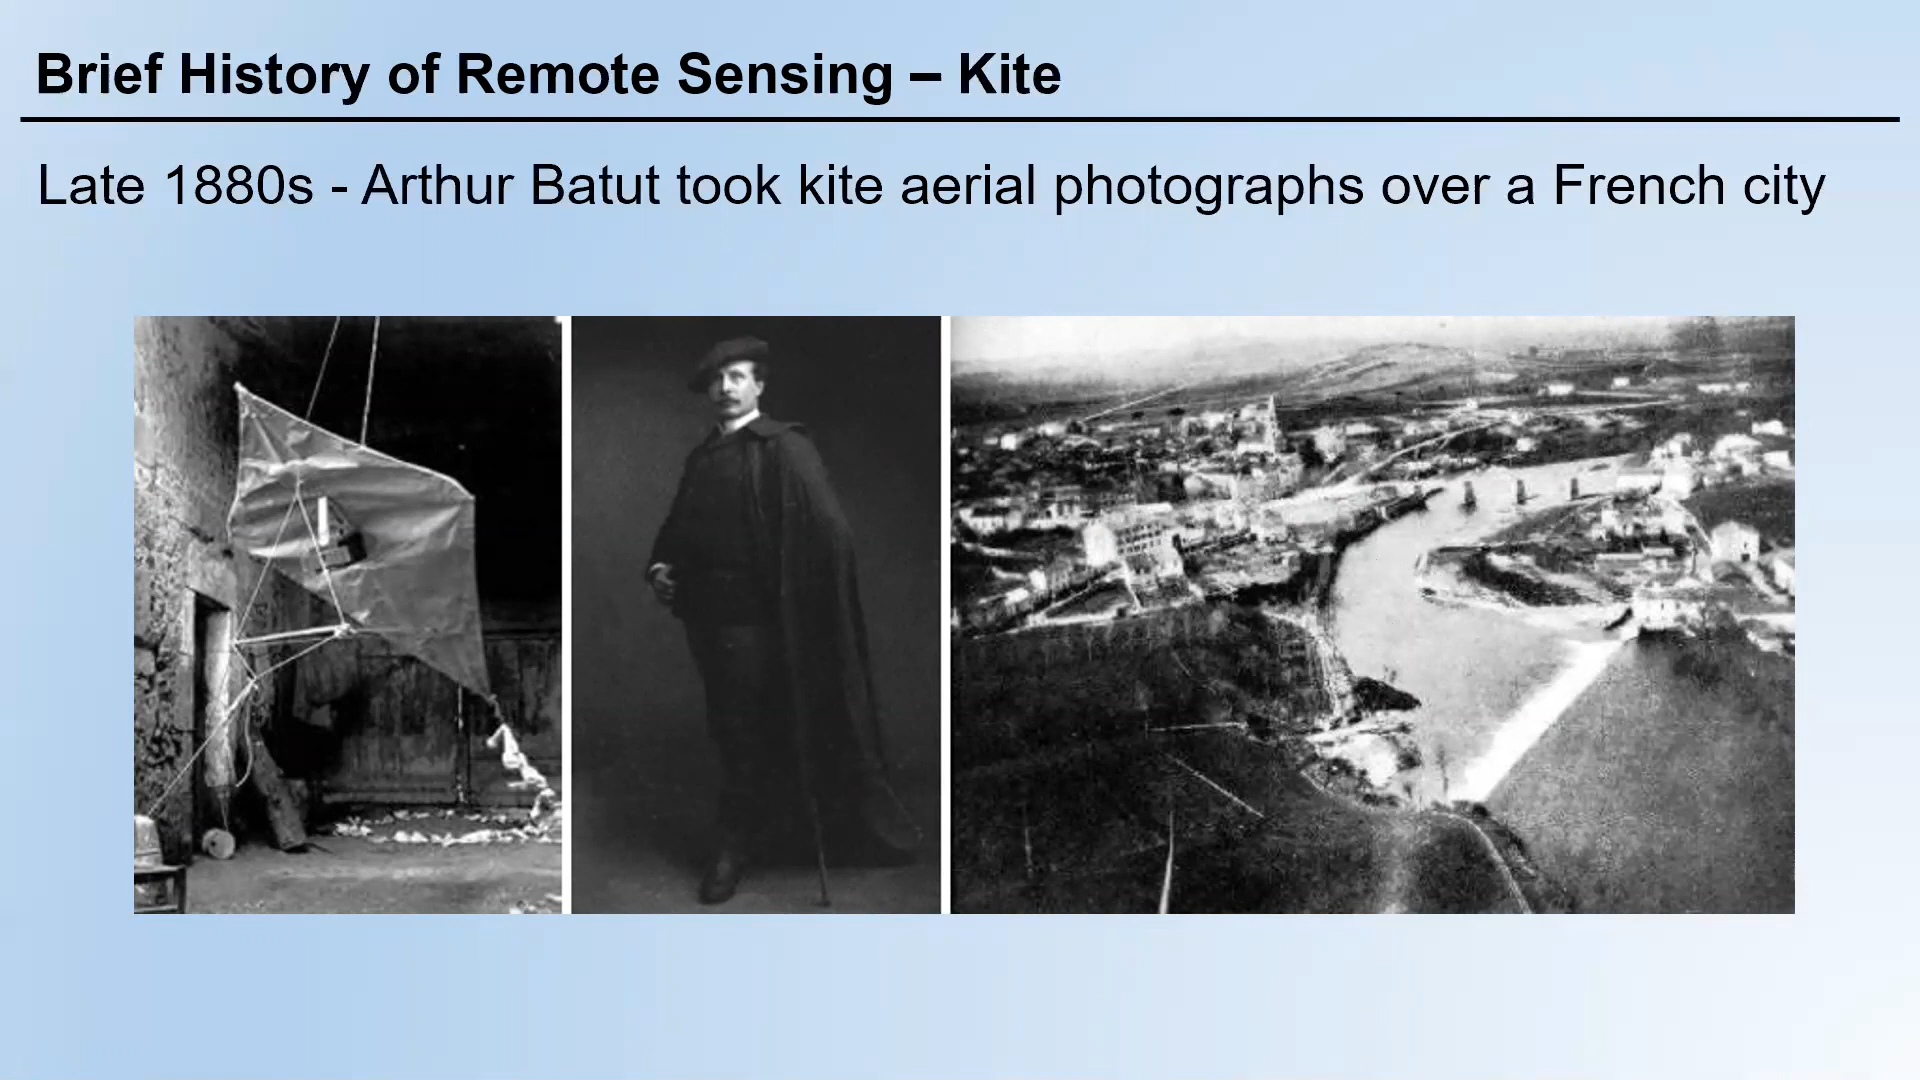 Brief History of Remote Sensing – Kite
Late 1880s - Arthur Batut took kite aerial photographs over a French city